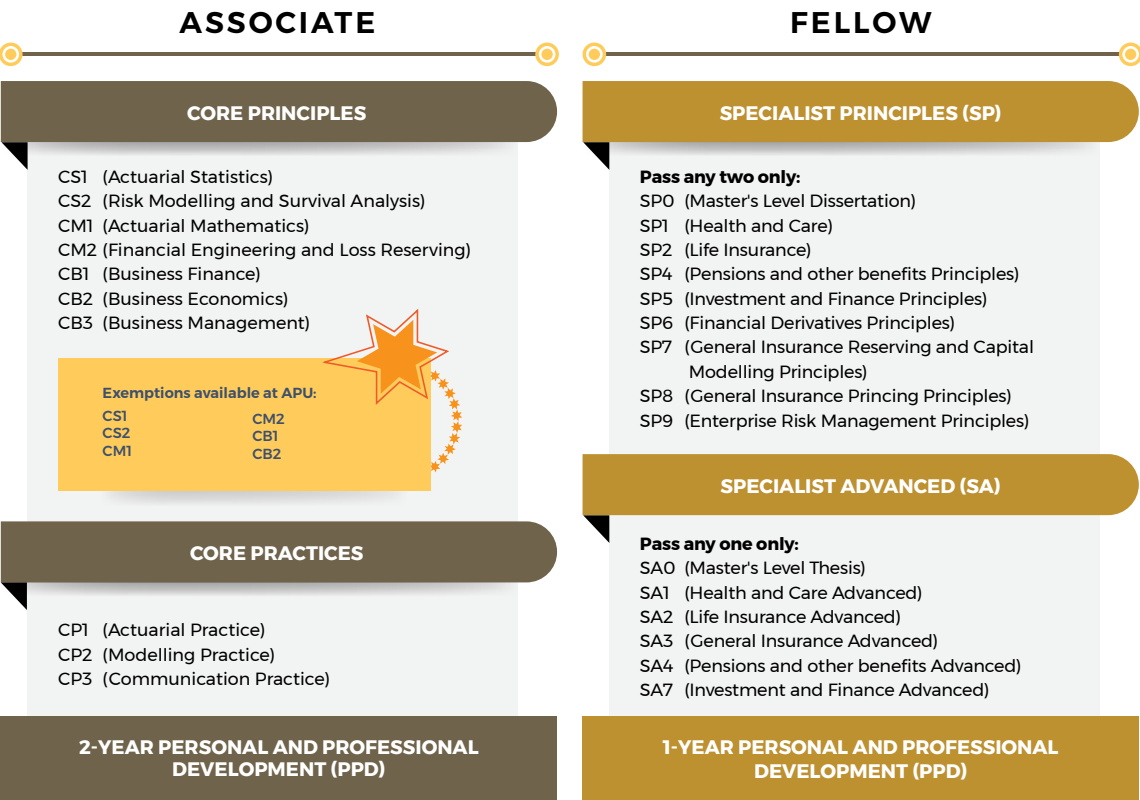 ASSOCIATE
CORE PRINCIPLES
CS1 (Actuarial Statistics)
CS2 (Risk Modelling and Survival Analysis)
CM1 (Actuarial Mathematics)
CM2 (Financial Engineering and Loss Reserving)
CB1 (Business Finance)
CB2 (Business Economics)
CB3 (Business Management)
Exemptions available at APU:
CS1
CS2
CM1
CM2
CB1
CB2
CORE PRACTICES
CP1 (Actuarial Practice)
CP2 (Modelling Practice)
CP3 (Communication Practice)
2-YEAR PERSONAL AND PROFESSIONAL
DEVELOPMENT (PPD)
FELLOW
SPECIALIST PRINCIPLES (SP)
Pass any two only:
SP0 (Master's Level Dissertation)
SP1 (Health and Care)
SP2 (Life Insurance)
SP4 (Pensions and other benefits Principles)
SP5 (Investment and Finance Principles)
SP6 (Financial Derivatives Principles)
SP7 (General Insurance Reserving and Capital
Modelling Principles)
SP8 (General Insurance Princing Principles)
SP9 (Enterprise Risk Management Principles)
SPECIALIST ADVANCED (SA)
Pass any one only:
SA0 (Master's Level Thesis)
SA1 (Health and Care Advanced)
SA2 (Life Insurance Advanced)
SA3 (General Insurance Advanced)
SA4 (Pensions and other benefits Advanced)
SA7 (Investment and Finance Advanced)
1-YEAR PERSONAL AND PROFESSIONAL
DEVELOPMENT (PPD)